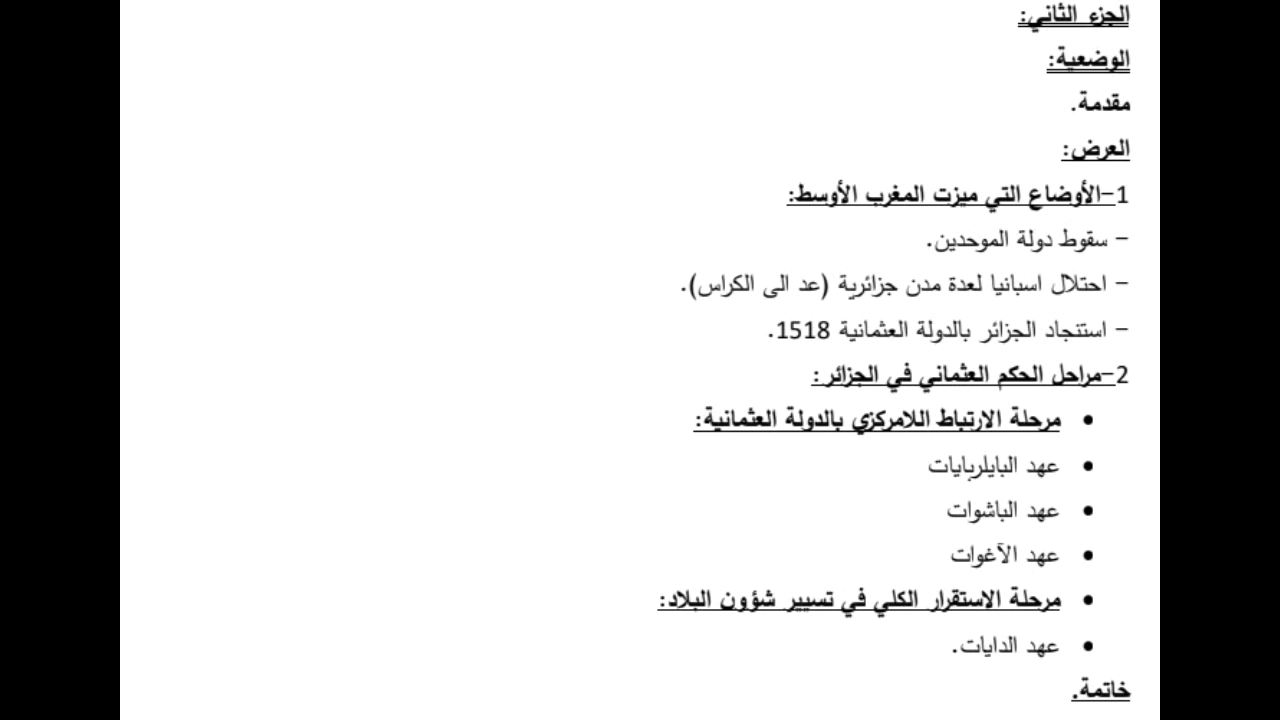 الجزء الثاني:
الوضعية:
مقدمة.
العرض:
1-الأوضاع التي ميزت المغرب الأوسط:
- سقوط دولة الموحدين.
- احتلال اسبانيا لعدة مدن جزائرية (عد الى الكراس).
- استنجاد الجزائر بالدولة العثمانية 1518.
2-مراحل الحكم العثماني في الجزائر:
• مرحلة الارتباط اللامركزي بالدولة العثمانية:
• عهد البايلربايات
• عهد الباشوات
• عهد الآغوات
• مرحلة الاستقرار الكلي في تسيير شؤون البلاد:
• عهد الدايات.
خاتمة.